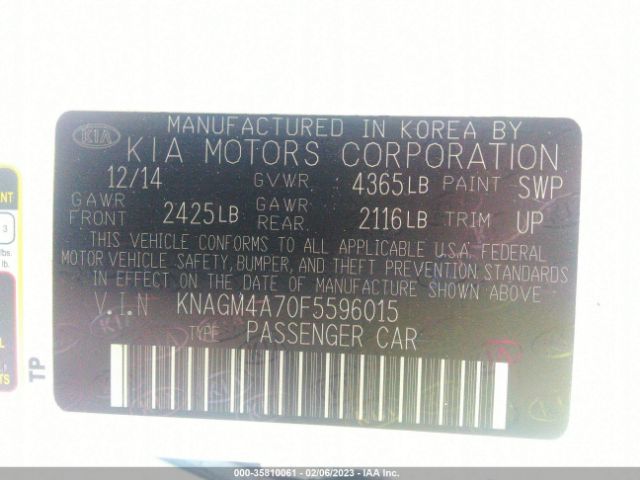 MANUFACTURED IN KOREA BY
KIA KIA MOTORS CORPORATION
12/14 GVWR 4365LB PAINT SWP
GAWR FRONT 2425LB GAWR REAR. 2116LB TRIM UP
THIS VEHICLE CONFORMS TO ALL APPLICABLE U.S.A. FEDERAL
MOTOR VEHICLE SAFETY, BUMPER, AND THEFT PREVENTION STANDARDS
IN EFFECT ON THE DATE OF MANUFACTURE SHOWN ABOVE
V.I.N KNAGM4A70F5596015
TYPE PASSENGER CAR
3
lbs.
lb.
TP
000-35810061 - 02/06/2023 - IAA Inc.